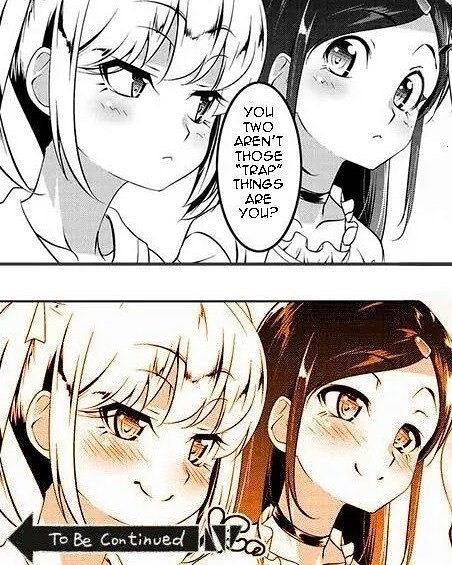 YOU
TWO
AREN'T
THOSE
"TRAP"
THINGS
ARE
YOU?
To Be Continued